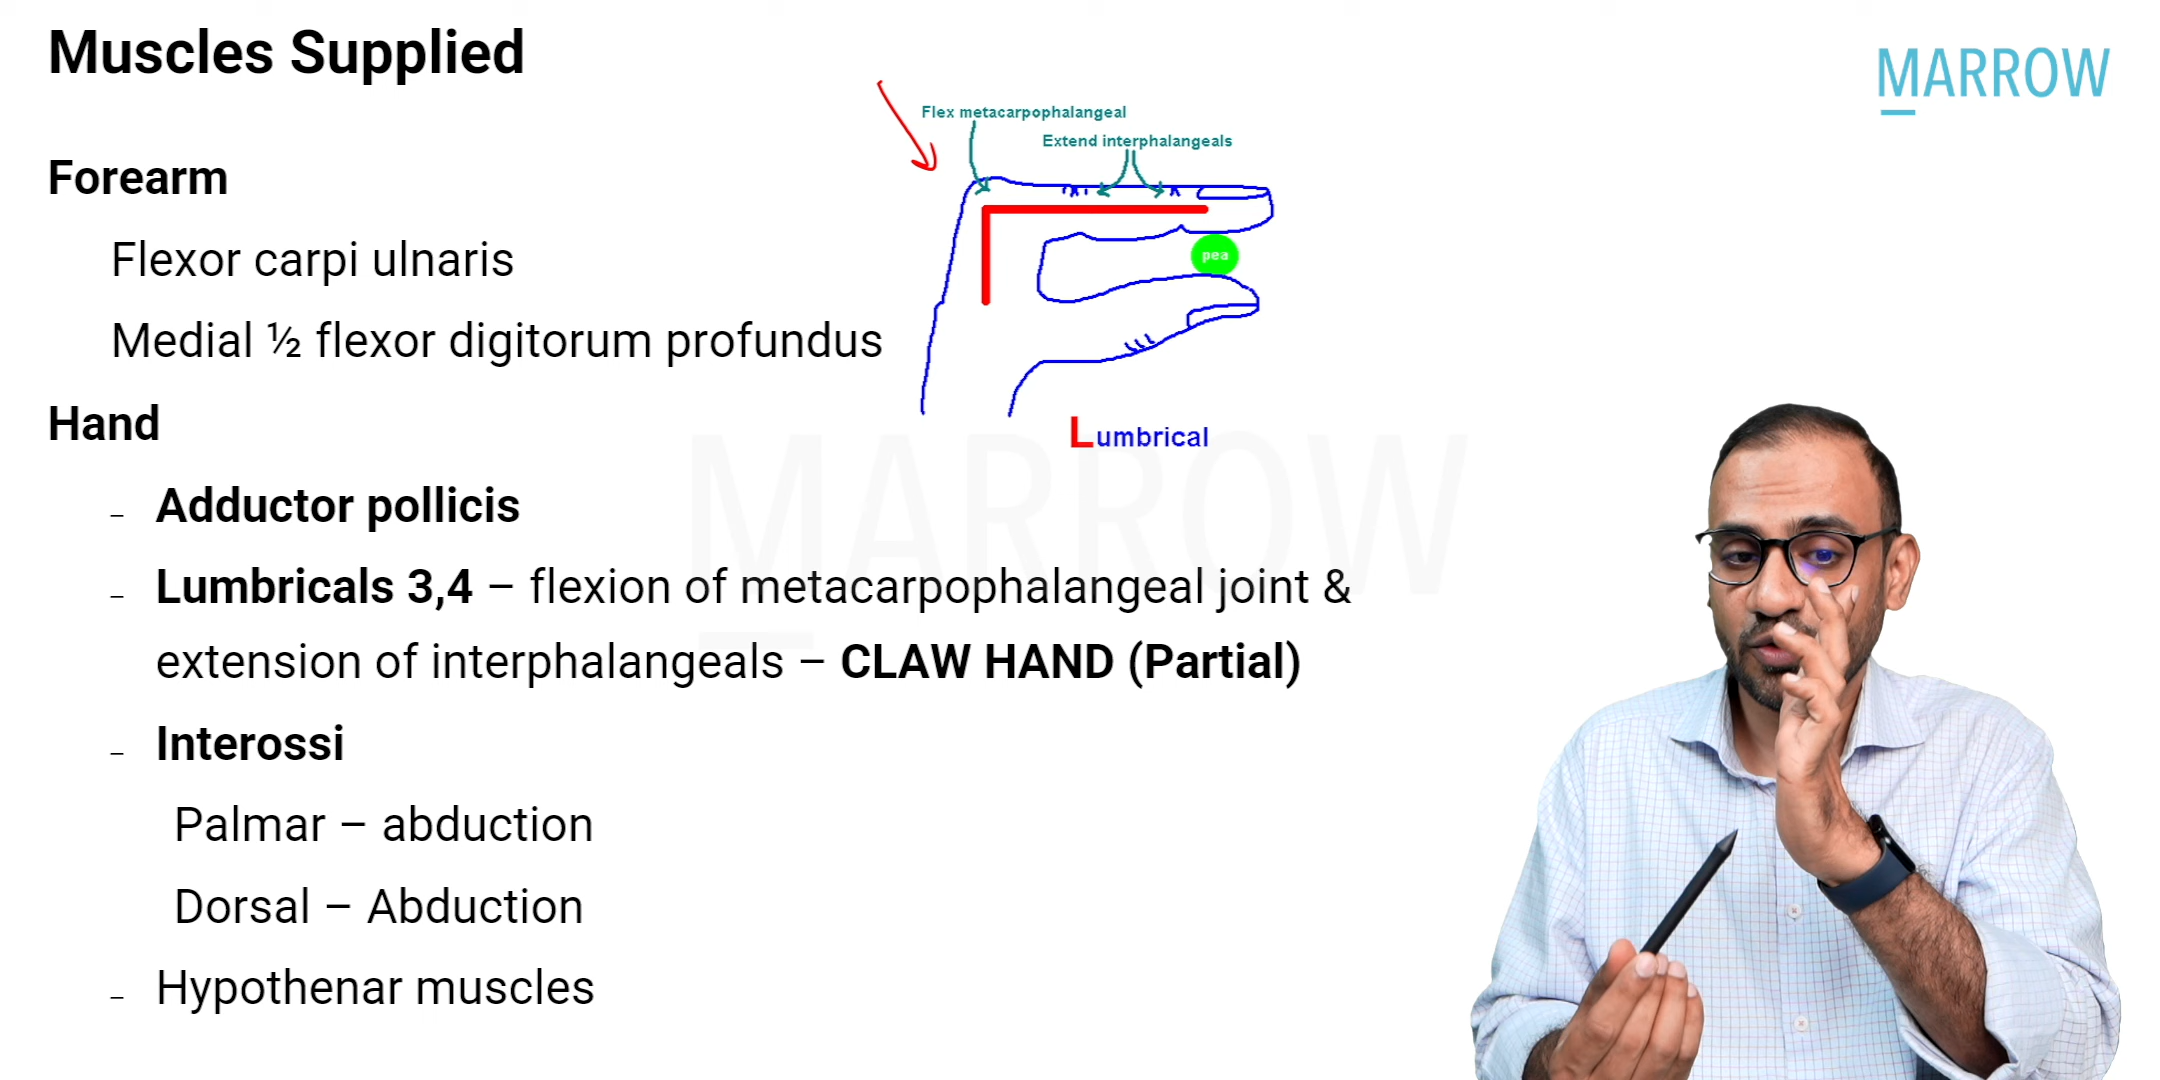 Muscles Supplied
MARROW
Flex metacarpophalangeal
Extend interphalangeals
Forearm
pea
Flexor carpi ulnaris
Medial ½ flexor digitorum profundus
Hand
Lumbrical
MARROW
- Adductor pollicis
- Lumbricals 3,4 – flexion of metacarpophalangeal joint &
extension of interphalangeals – CLAW HAND (Partial)
- Interossi
Palmar – abduction
Dorsal – Abduction
- Hypothenar muscles